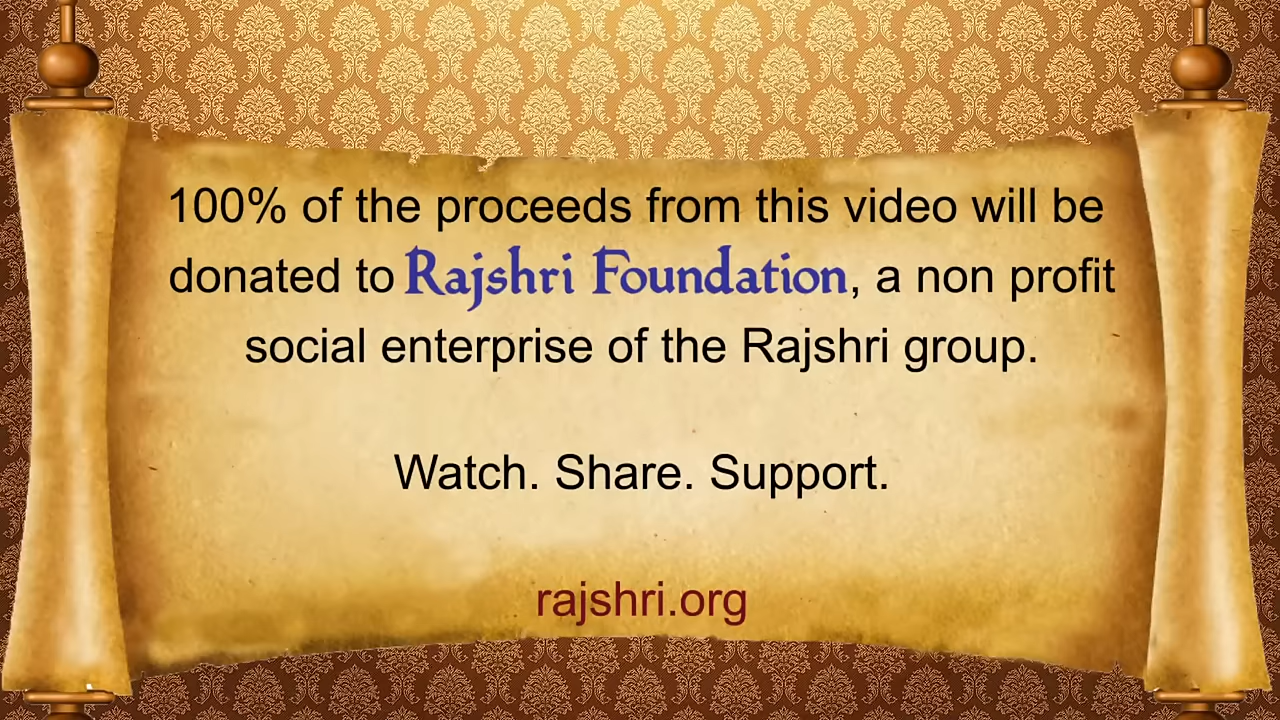 100% of the proceeds from this video will be
donated to Rajshri Foundation, a non profit
social enterprise of the Rajshri group.
Watch. Share. Support.
rajshri.org